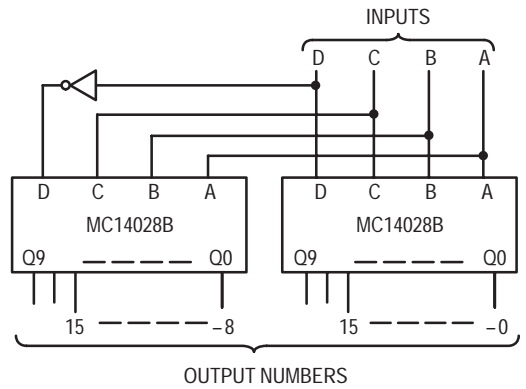 INPUTS
D C B A
D C B A D C B A
MC14028B MC14028B
Q9 Q0 Q9 Q0
15 –8 15 –0
OUTPUT NUMBERS